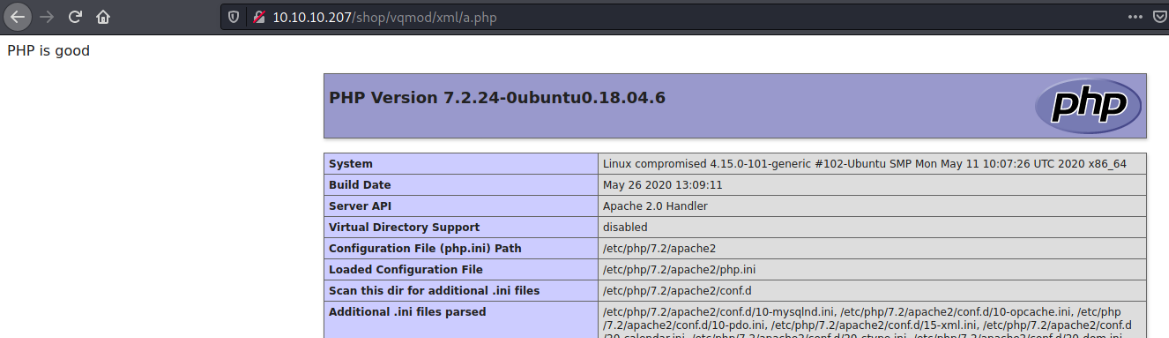 10.10.10.207/shop/vqmod/xml/a.php
PHP is good
PHP Version 7.2.24-0ubuntu0.18.04.6
php
System Linux compromised 4.15.0-101-generic #102-Ubuntu SMP Mon May 11 10:07:26 UTC 2020 x86_64
Build Date May 26 2020 13:09:11
Server API Apache 2.0 Handler
Virtual Directory Support disabled
Configuration File (php.ini) Path /etc/php/7.2/apache2
Loaded Configuration File /etc/php/7.2/apache2/php.ini
Scan this dir for additional .ini files /etc/php/7.2/apache2/conf.d
Additional .ini files parsed /etc/php/7.2/apache2/conf.d/10-mysqlnd.ini, /etc/php/7.2/apache2/conf.d/10-opcache.ini, /etc/php
/7.2/apache2/conf.d/10-pdo.ini, /etc/php/7.2/apache2/conf.d/15-xml.ini, /etc/php/7.2/apache2/conf.d